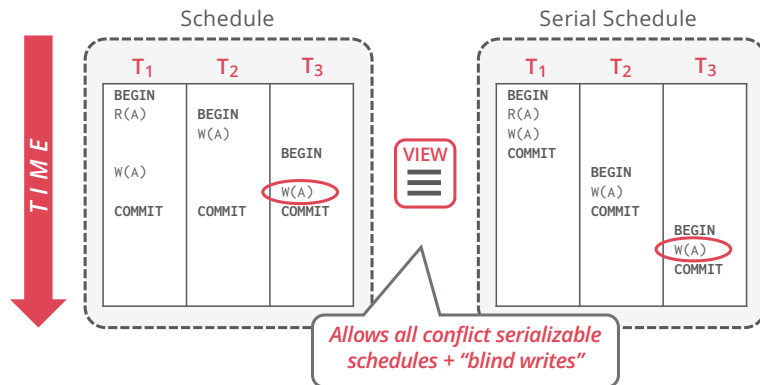 Schedule
Serial Schedule
TIME
T1 T2 T3
BEGIN
R(A) BEGIN
W(A)
BEGIN
W(A)
W(A)
COMMIT COMMIT COMMIT
VIEW
T1 T2 T3
BEGIN
R(A)
W(A)
COMMIT
BEGIN
W(A)
COMMIT
BEGIN
W(A)
COMMIT
Allows all conflict serializable
schedules + “blind writes”